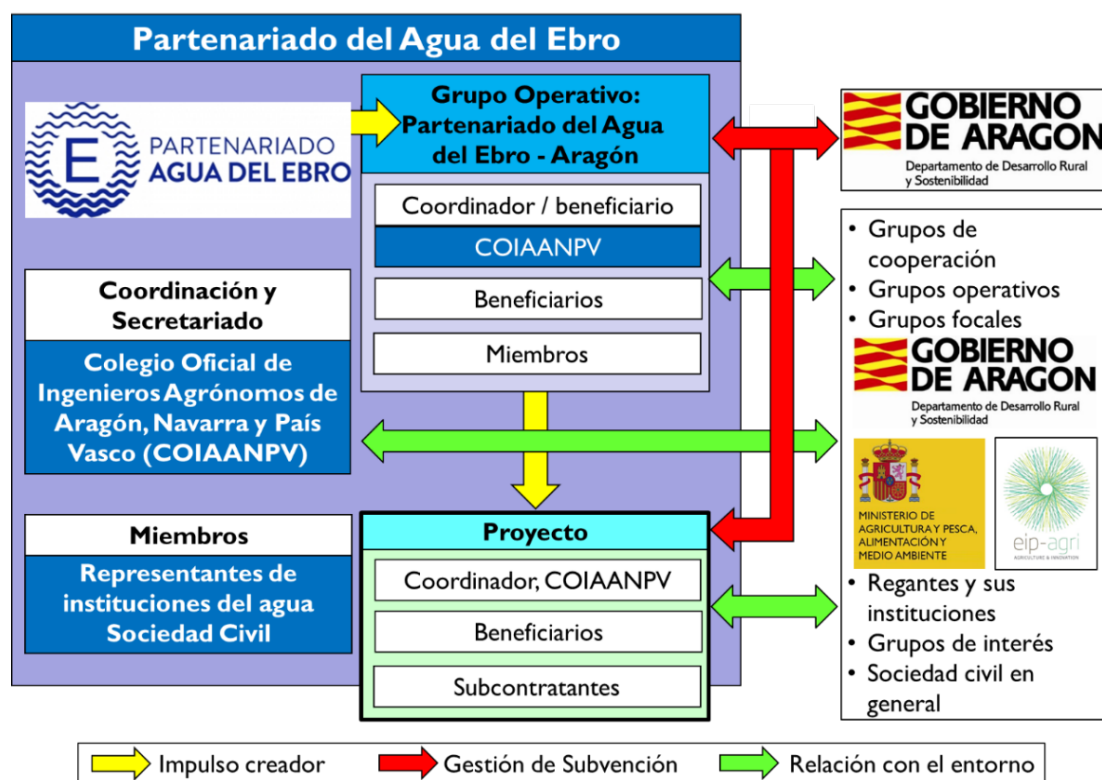 Partenariado del Agua del Ebro
E
PARTENARIADO
AGUA DEL EBRO
Grupo Operativo:
Partenariado del Agua
del Ebro - Aragón
Coordinador / beneficiario
COIAANPV
Beneficiarios
Miembros
Coordinación y
Secretariado
Colegio Oficial de
Ingenieros Agrónomos de
Aragón, Navarra y País
Vasco (COIAANPV)
Miembros
Representantes de
instituciones del agua
Sociedad Civil
Proyecto
Coordinador, COIAANPV
Beneficiarios
Subcontratantes
GOBIERNO
DE ARAGON
Departamento de Desarrollo Rural
y Sostenibilidad
• Grupos de
cooperación
• Grupos operativos
• Grupos focales
GOBIERNO
DE ARAGON
Departamento de Desarrollo Rural
y Sostenibilidad
MINISTERIO DE
AGRICULTURA Y PESCA,
ALIMENTACIÓN Y
MEDIO AMBIENTE
eip-agri
AGRICULTURE & INNOVATION
• Regantes y sus
instituciones
• Grupos de interés
• Sociedad civil en
general
Impulso creador
Gestión de Subvención
Relación con el entorno